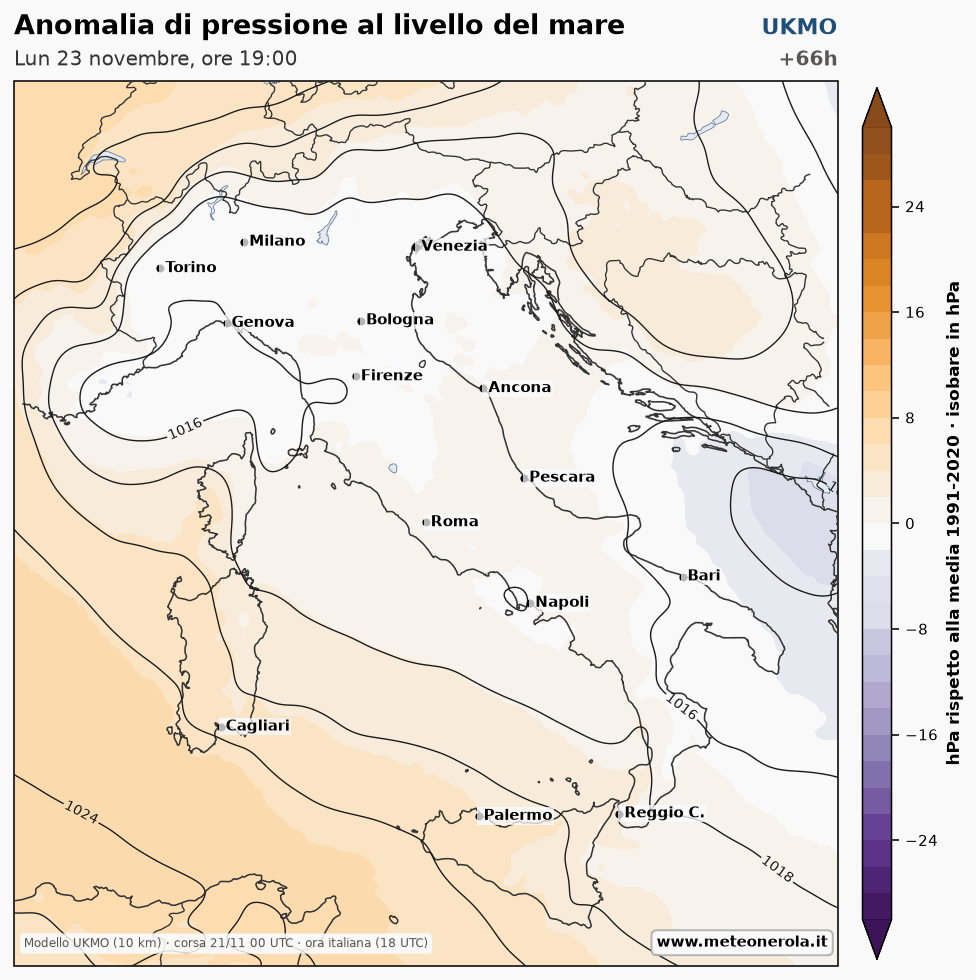 Anomalia di pressione al livello del mare
UKMO
Lun 23 novembre, ore 19:00
+66h
Milano
Venezia
Torino
Genova
Bologna
Firenze
Ancona
1016
Pescara
Roma
Bari
Napoli
1016
Cagliari
1024
Palermo
Reggio C.
1018
Modello UKMO (10 km) · corsa 21/11 00 UTC · ora italiana (18 UTC)
www.meteonerola.it
24
16
8
0
−8
−16
−24
hPa rispetto alla media 1991-2020 · isobare in hPa